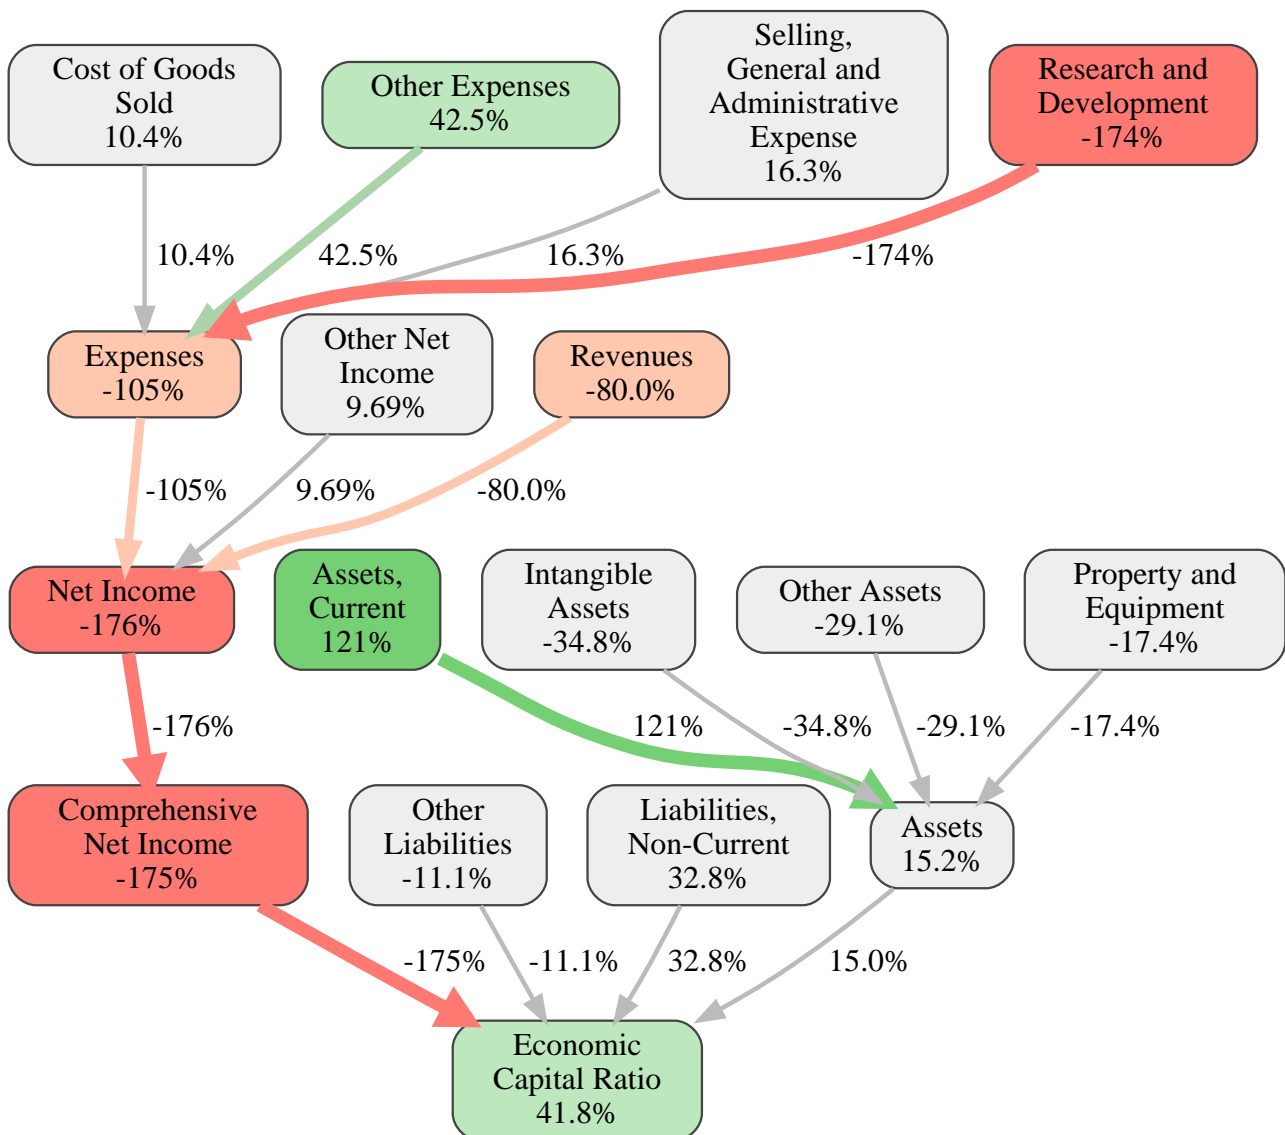 Cost of Goods
Sold
10.4%
Other Expenses
42.5%
Selling,
General and
Administrative
Expense
16.3%
Research and
Development
-174%
10.4%
42.5%
16.3%
-174%
Expenses
-105%
Other Net
Income
9.69%
Revenues
-80.0%
-105%
9.69%
-80.0%
Net Income
-176%
Assets,
Current
121%
Intangible
Assets
-34.8%
Other Assets
-29.1%
Property and
Equipment
-17.4%
-176%
121%
-34.8%
-29.1%
-17.4%
Comprehensive
Net Income
-175%
Other
Liabilities
-11.1%
Liabilities,
Non-Current
32.8%
Assets
15.2%
-175%
-11.1%
32.8%
15.0%
Economic
Capital Ratio
41.8%